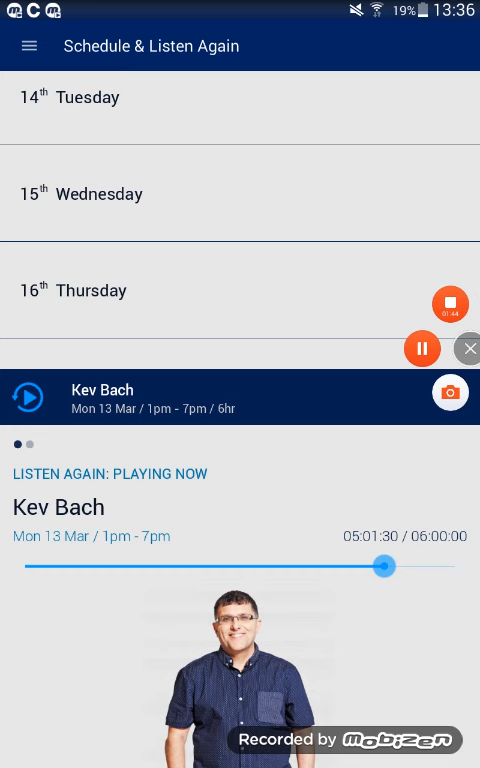 19% 13:36
Schedule & Listen Again
14th Tuesday
15th Wednesday
16th Thursday
01:44
Kev Bach
Mon 13 Mar / 1pm - 7pm / 6hr
LISTEN AGAIN: PLAYING NOW
Kev Bach
Mon 13 Mar / 1pm - 7pm 05:01:30 / 06:00:00
Recorded by mobizen